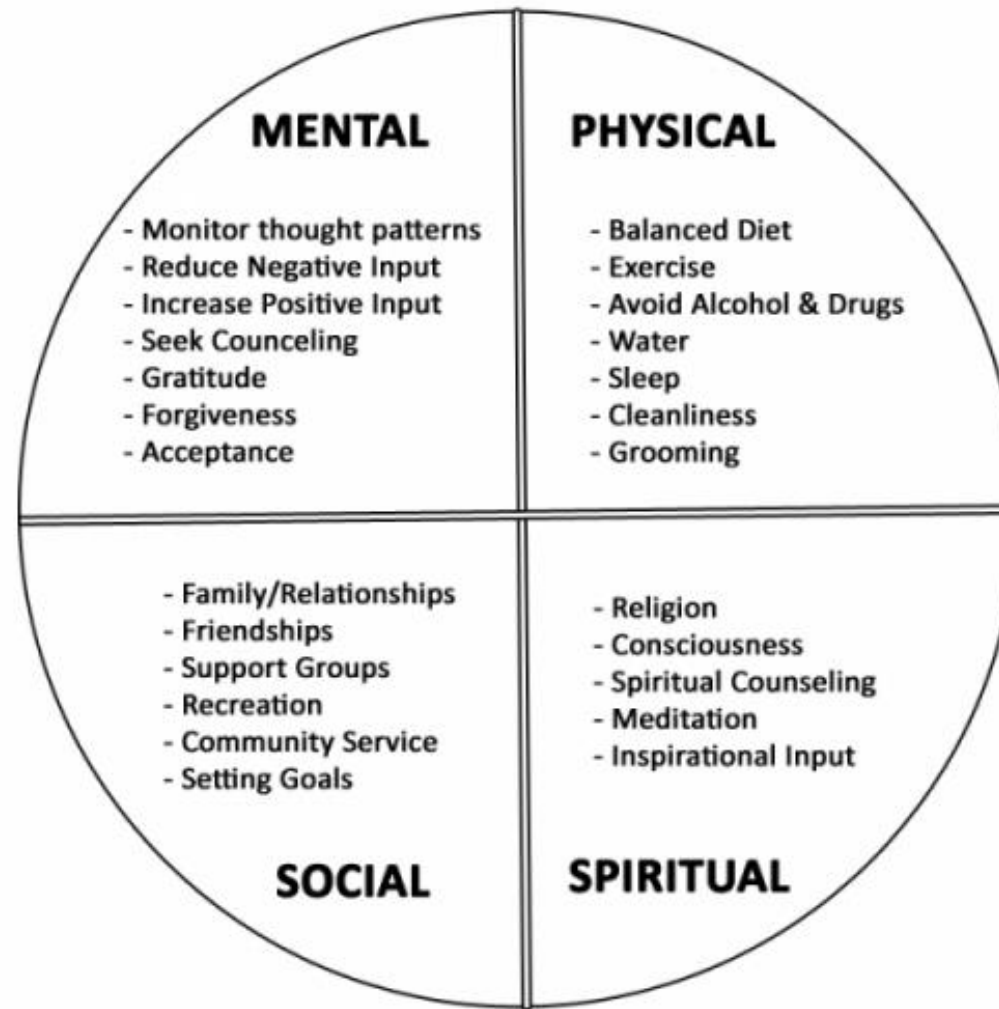 MENTAL
- Monitor thought patterns
- Reduce Negative Input
- Increase Positive Input
- Seek Counceling
- Gratitude
- Forgiveness
- Acceptance
PHYSICAL
- Balanced Diet
- Exercise
- Avoid Alcohol & Drugs
- Water
- Sleep
- Cleanliness
- Grooming
- Family/Relationships
- Friendships
- Support Groups
- Recreation
- Community Service
- Setting Goals
SOCIAL
- Religion
- Consciousness
- Spiritual Counseling
- Meditation
- Inspirational Input
SPIRITUAL